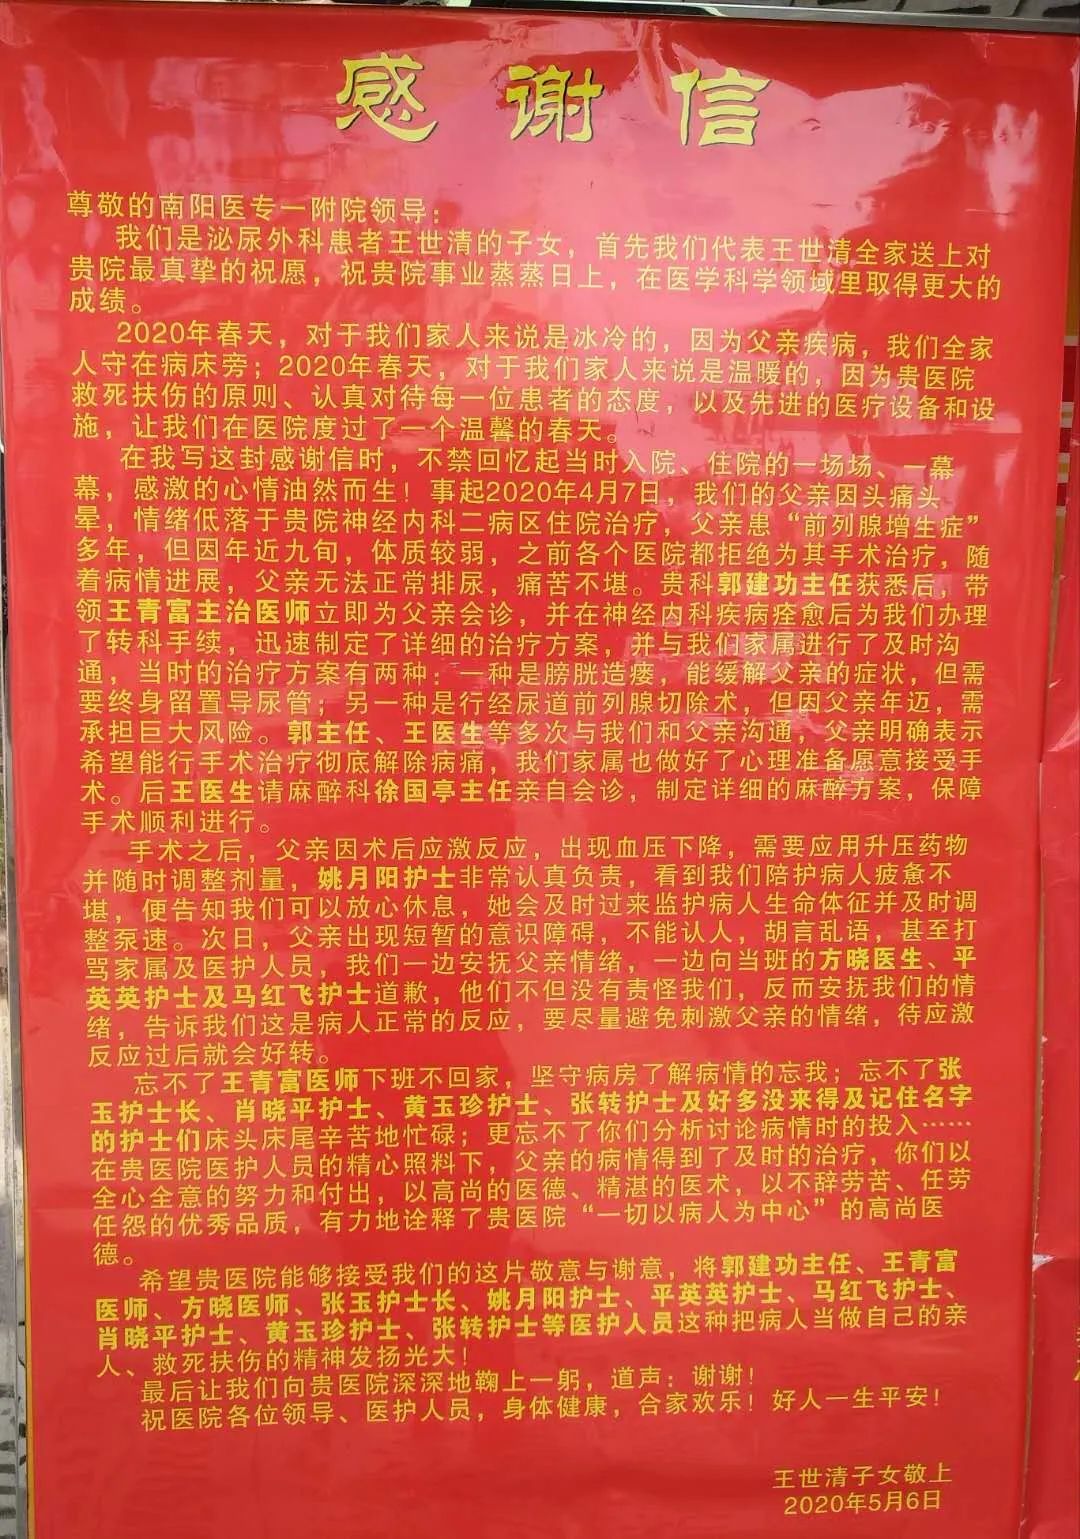 感谢信
尊敬的南阳医专一附院领导：
我们是泌尿外科患者王世清的子女，首先我们代表王世清全家送上对
贵院最真挚的祝愿，祝贵院事业蒸蒸日上，在医学科学领域里取得更大的
成绩。
2020年春天，对于我们家人来说是冰冷的，因为父亲疾病，我们全家
人守在病床旁；2020年春天，对于我们家人来说是温暖的，因为贵医院
救死扶伤的原则、认真对待每一位患者的态度，以及先进的医疗设备和设
施，让我们在医院度过了一个温馨的春天。
在我写这封感谢信时，不禁回忆起当时入院、住院的一场场、一幕
幕，感激的心情油然而生！事起2020年4月7日，我们的父亲因头痛头
晕，情绪低落于贵院神经内科二病区住院治疗，父亲患“前列腺增生症”
多年，但因年近九旬，体质较弱，之前各个医院都拒绝为其手术治疗，随
着病情进展，父亲无法正常排尿，痛苦不堪。贵科郭建功主任获悉后，带
领王青富主治医师立即为父亲会诊，并在神经内科疾病痊愈后为我们办理
了转科手续，迅速制定了详细的治疗方案，并与我们家属进行了及时沟
通，当时的治疗方案有两种：一种是膀胱造瘘，能缓解父亲的症状，但需
要终身留置导尿管；另一种是行经尿道前列腺切除术，但因父亲年迈，需
承担巨大风险。郭主任、王医生等多次与我们和父亲沟通，父亲明确表示
希望能行手术治疗彻底解除病痛，我们家属也做好了心理准备愿意接受手
术。后王医生请麻醉科徐国亭主任亲自会诊，制定详细的麻醉方案，保障
手术顺利进行。
手术之后，父亲因术后应激反应，出现血压下降，需要应用升压药物
并随时调整剂量，姚月阳护士非常认真负责，看到我们陪护病人疲惫不
堪，便告知我们可以放心休息，她会及时过来监护病人生命体征并及时调
整泵速。次日，父亲出现短暂的意识障碍，不能认人，胡言乱语，甚至打
骂家属及医护人员，我们一边安抚父亲情绪，一边向当班的方晓医生、平
英英护士及马红飞护士道歉，他们不但没有责怪我们，反而安抚我们的情
绪，告诉我们这是病人正常的反应，要尽量避免刺激父亲的情绪，待应激
反应过后就会好转。
忘不了王青富医师下班不回家，坚守病房了解病情的忘我；忘不了张
玉护士长、肖晓平护士、黄玉珍护士、张转护士及好多没来得及记住名字
的护士们床头床尾辛苦地忙碌；更忘不了你们分析讨论病情时的投入……
在贵医院医护人员的精心照料下，父亲的病情得到了及时的治疗，你们以
全心全意的努力和付出，以高尚的医德、精湛的医术，以不辞劳苦、任劳
任怨的优秀品质，有力地诠释了贵医院“一切以病人为中心”的高尚医
德。
希望贵医院能够接受我们的这片敬意与谢意，将郭建功主任、王青富
医师、方晓医师、张玉护士长、姚月阳护士、平英英护士、马红飞护士、
肖晓平护士、黄玉珍护士、张转护士等医护人员这种把病人当做自己的亲
人、救死扶伤的精神发扬光大！
最后让我们向贵医院深深地鞠上一躬，道声：谢谢！
祝医院各位领导、医护人员，身体健康，合家欢乐！好人一生平安！
王世清子女敬上
2020年5月6日